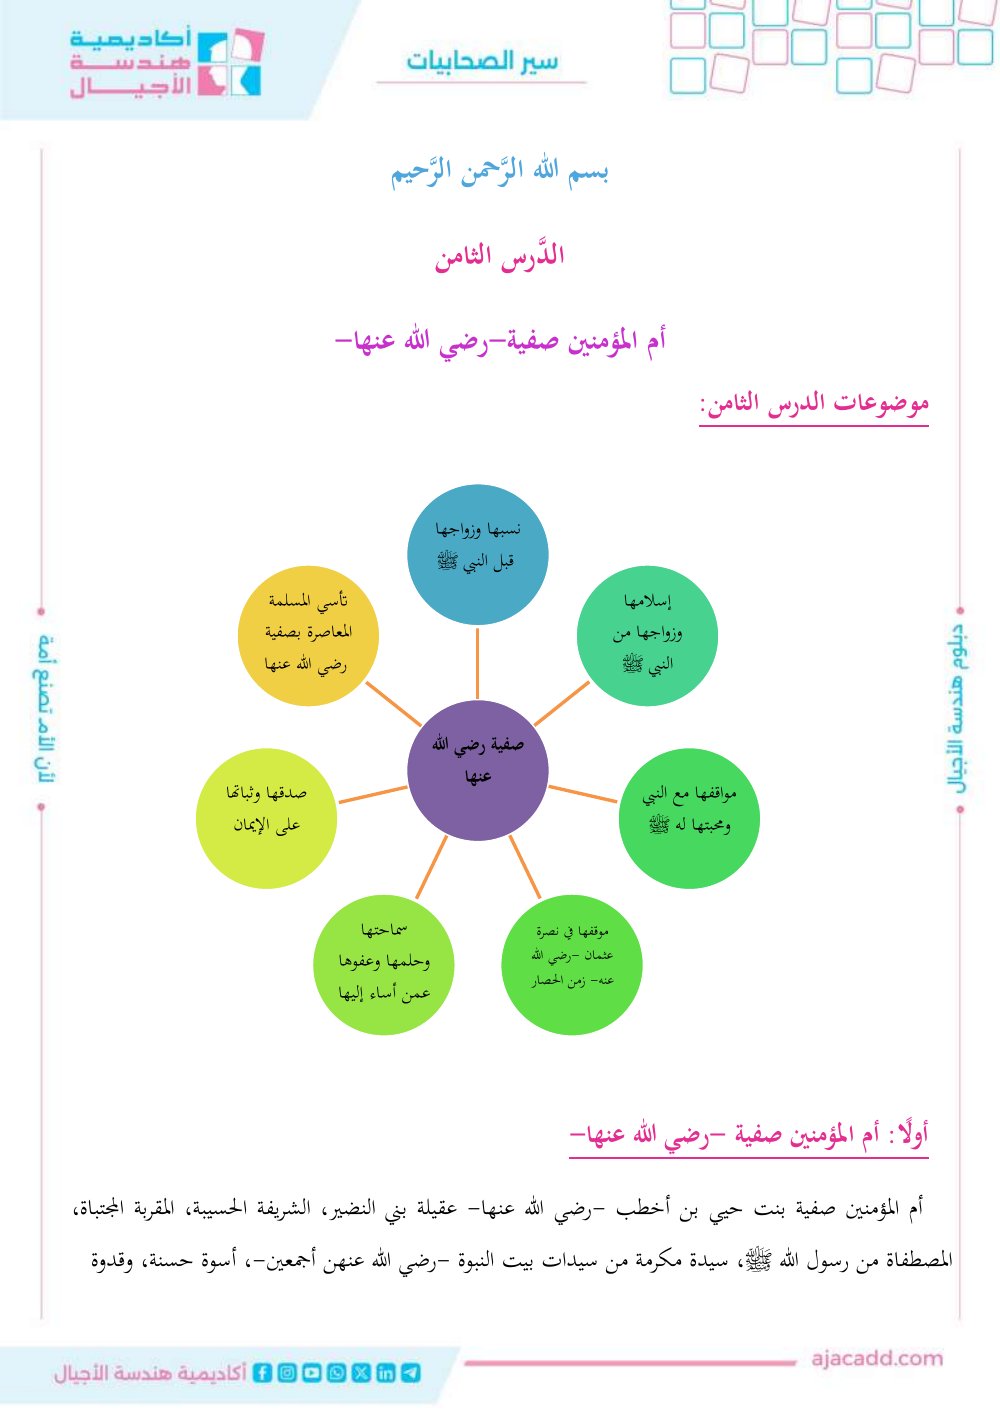 أكاديمية
هندسة
الأجيال
سير الصحابيات
بسم الله الرَّحمن الرَّحيم
الدَّرس الثامن
أم المؤمنين صفية–رضي الله عنها–
موضوعات الدرس الثامن:
نسبها وزواجها
قبل النبي ﷺ
إسلامها
وزواجها من
النبي ﷺ
مواقفها مع النبي
ومحبتها له ﷺ
موقفها في نصرة
عثمان –رضي الله
عنه– زمن الحصار
سماحتها
وحلمها وعفوها
عمن أساء إليها
صدقها وثباتها
على الإيمان
تأسي المسلمة
المعاصرة بصفية
رضي الله عنها
صفية رضي الله
عنها
دبلوم هندسة الأجيال
لأن الأم تصنع أمة
أولًا: أم المؤمنين صفية –رضي الله عنها–
أم المؤمنين صفية بنت حيي بن أخطب –رضي الله عنها– عقيلة بني النضير، الشريفة الحسيبة، المقربة المجتباة،
المصطفاة من رسول الله ﷺ، سيدة مكرمة من سيدات بيت النبوة –رضي الله عنهن أجمعين–، أسوة حسنة، وقدوة
أكاديمية هندسة الأجيال
ajacadd.com